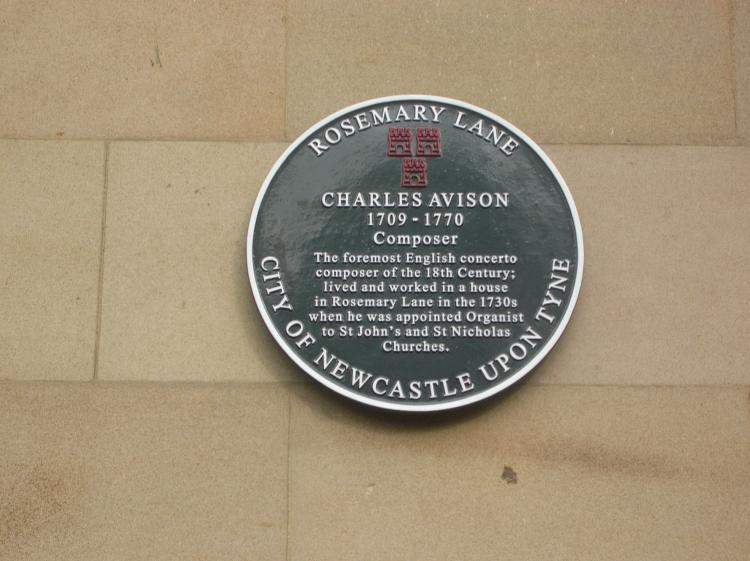 ROSEMARY LANE
CHARLES AVISON
1709 - 1770
Composer
The foremost English concerto
composer of the 18th Century;
lived and worked in a house
in Rosemary Lane in the 1730s
when he was appointed Organist
to St John's and St Nicholas
Churches.
CITY OF NEWCASTLE UPON TYNE